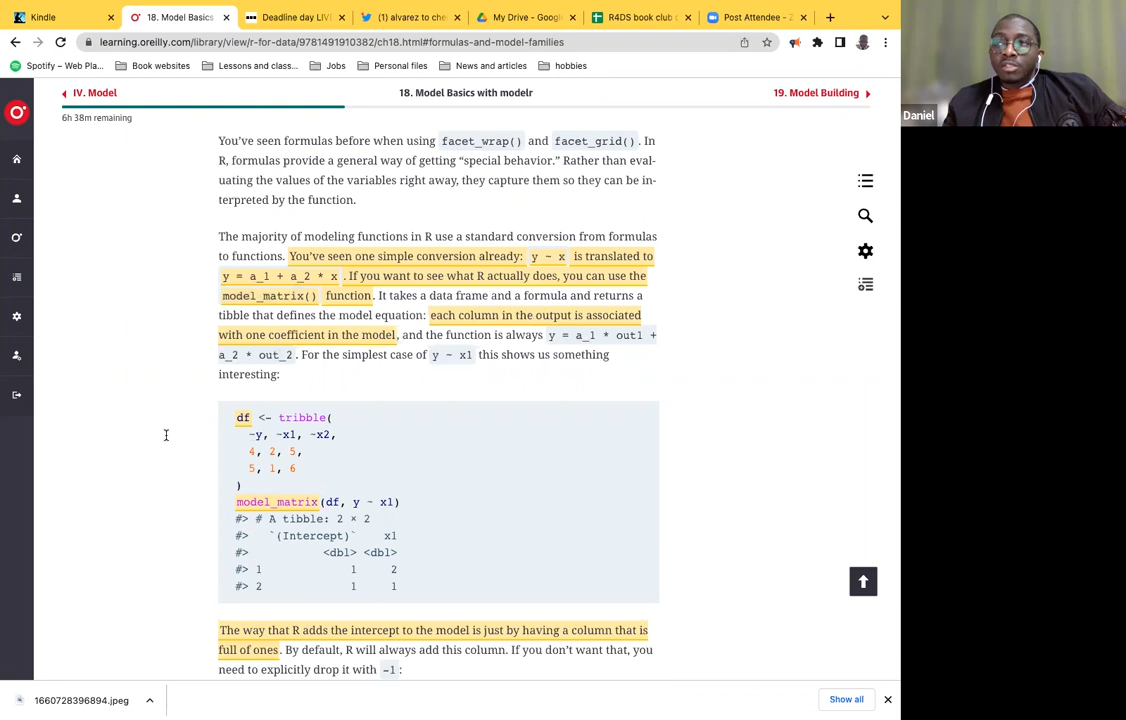 Kindle
18. Model Basics
Deadline day LIV
(1) alvarez to che
My Drive - Google
R4DS book club
Post Attendee - Z
learning.oreilly.com/library/view/r-for-data/9781491910382/ch18.html#formulas-and-model-families
Spotify – Web Pla...
Book websites
Lessons and class...
Jobs
Personal files
News and articles
hobbies
Daniel
IV. Model
18. Model Basics with modelr
19. Model Building
6h 38m remaining
You've seen formulas before when using facet_wrap() and facet_grid(). In
R, formulas provide a general way of getting “special behavior.” Rather than eval-
uating the values of the variables right away, they capture them so they can be in-
terpreted by the function.
The majority of modeling functions in R use a standard conversion from formulas
to functions. You've seen one simple conversion already: y ~ x is translated to
y = a_1 + a_2 * x . If you want to see what R actually does, you can use the
model_matrix() function. It takes a data frame and a formula and returns a
tibble that defines the model equation: each column in the output is associated
with one coefficient in the model, and the function is always y = a_1 * out1 +
a_2 * out_2 . For the simplest case of y ~ x1 this shows us something
interesting:
df <- tribble(
~y, ~x1, ~x2,
4, 2, 5,
5, 1, 6
)
model_matrix(df, y ~ x1)
#> # A tibble: 2 × 2
#> `(Intercept)` x1
#> <dbl> <dbl>
#> 1 1 2
#> 2 1 1
The way that R adds the intercept to the model is just by having a column that is
full of ones. By default, R will always add this column. If you don't want that, you
need to explicitly drop it with -1 :
1660728396894.jpeg
Show all